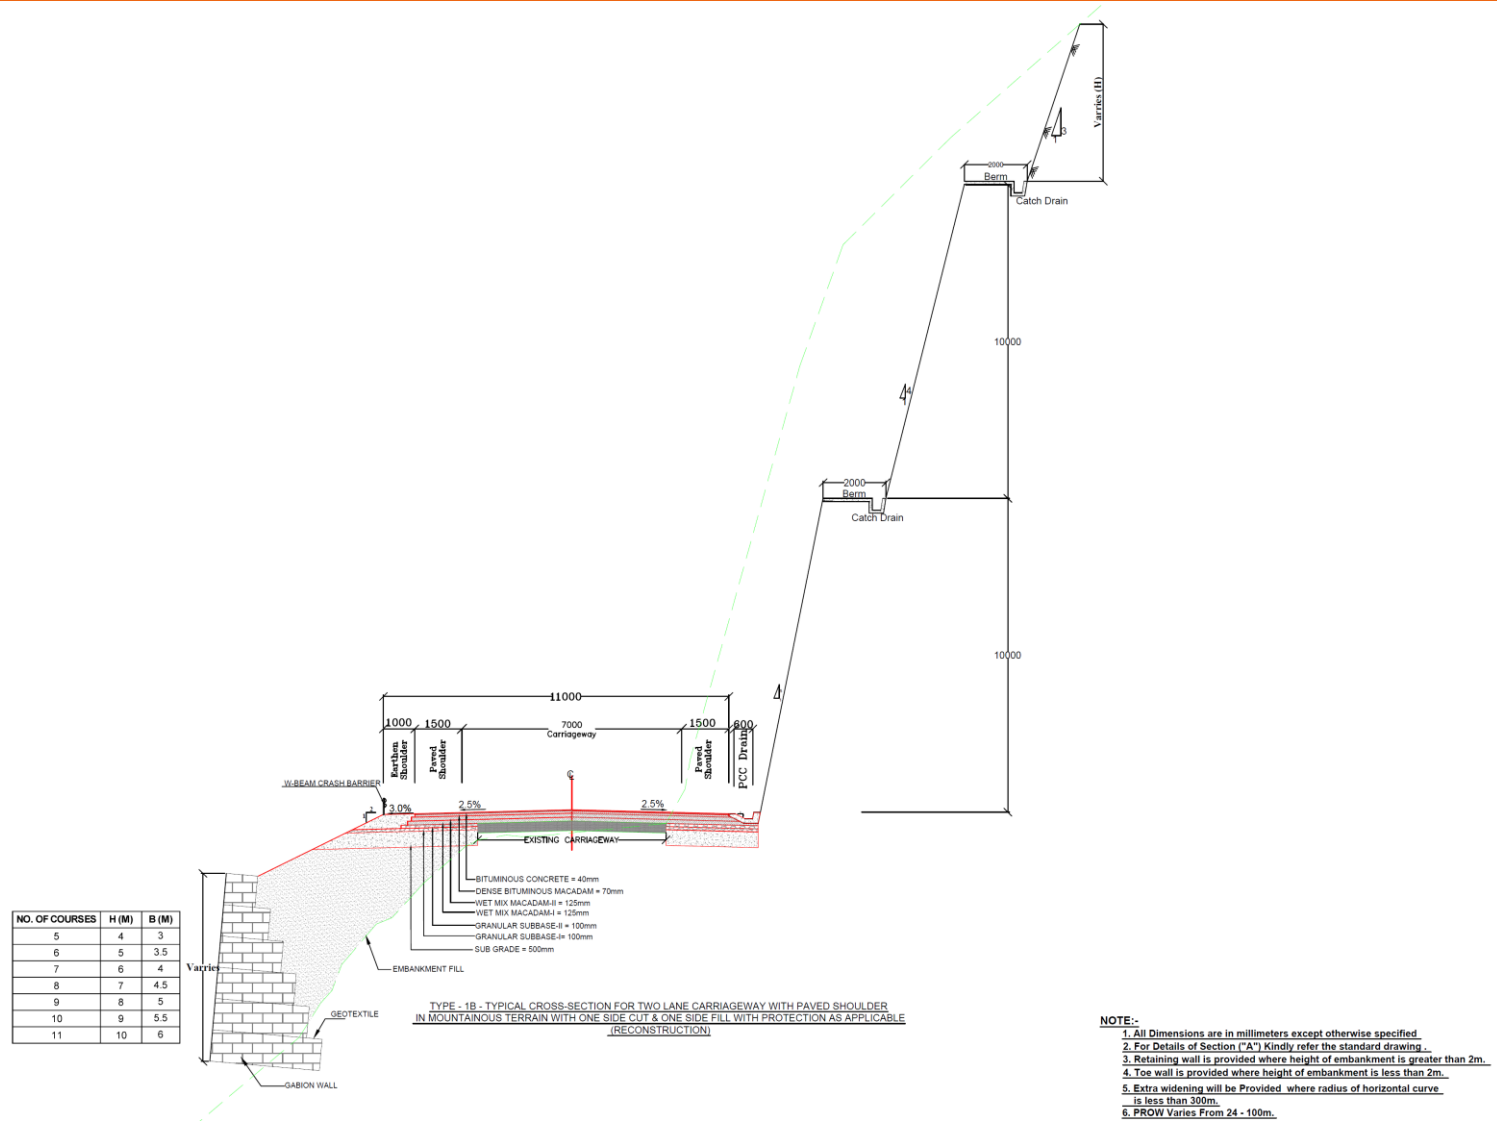 Varries (H)
3
2000
Berm
Catch Drain
10000
4
2000
Berm
Catch Drain
10000
11000
1000
1500
7000
Carriageway
1500
600
Earthen
Shoulder
Paved
Shoulder
Paved
Shoulder
PCC Drain
W-BEAM CRASH BARRIER
3.0%
2.5%
2.5%
EXISTING CARRIAGEWAY
BITUMINOUS CONCRETE = 40mm
DENSE BITUMINOUS MACADAM = 70mm
WET MIX MACADAM-II = 125mm
WET MIX MACADAM-I = 125mm
GRANULAR SUBBASE-II = 100mm
GRANULAR SUBBASE-I= 100mm
SUB GRADE = 500mm
EMBANKMENT FILL
GEOTEXTILE
GABION WALL
Varries
NO. OF COURSES H (M) B (M)
5 4 3
6 5 3.5
7 6 4
8 7 4.5
9 8 5
10 9 5.5
11 10 6
TYPE - 1B - TYPICAL CROSS-SECTION FOR TWO LANE CARRIAGEWAY WITH PAVED SHOULDER
IN MOUNTAINOUS TERRAIN WITH ONE SIDE CUT & ONE SIDE FILL WITH PROTECTION AS APPLICABLE
(RECONSTRUCTION)
NOTE:-
1. All Dimensions are in millimeters except otherwise specified
2. For Details of Section ("A") Kindly refer the standard drawing .
3. Retaining wall is provided where height of embankment is greater than 2m.
4. Toe wall is provided where height of embankment is less than 2m.
5. Extra widening will be Provided where radius of horizontal curve
is less than 300m.
6. PROW Varies From 24 - 100m.